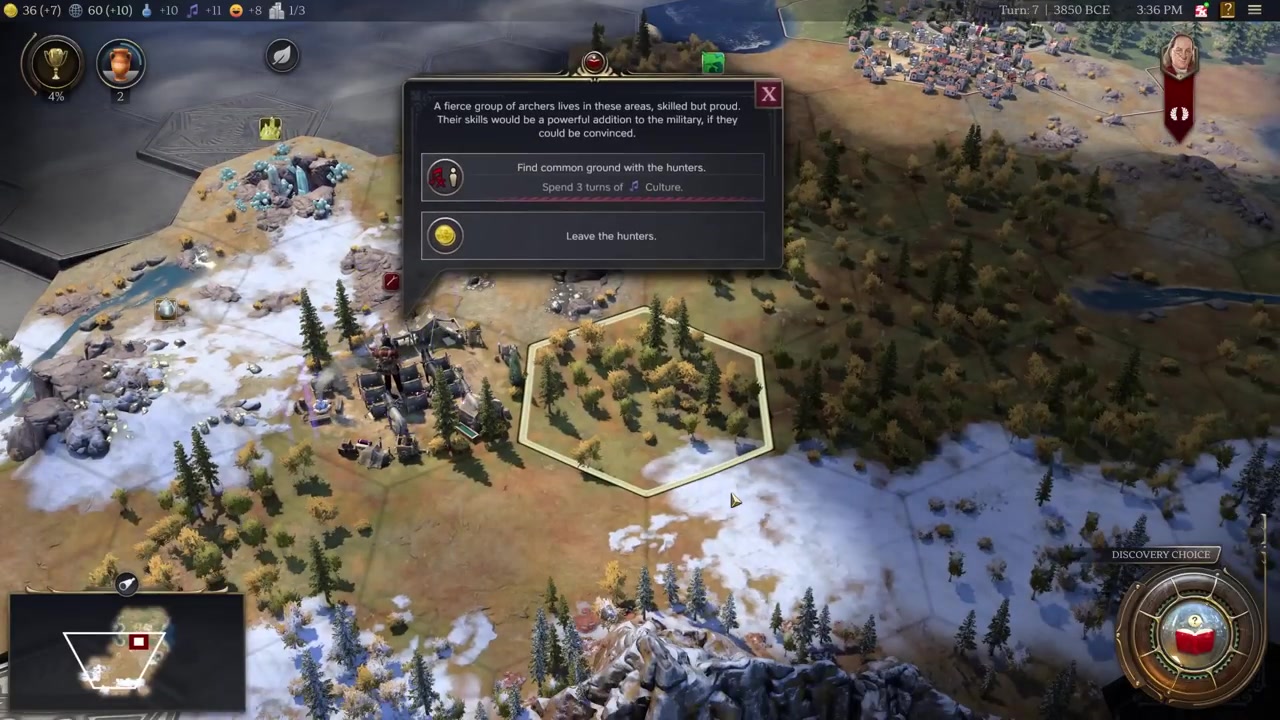 36 (+7) 60 (+10) +10 +11 +8 1/3
Turn: 7 | 3850 BCE 3:36 PM ?
4%
2
X
A fierce group of archers lives in these areas, skilled but proud.
Their skills would be a powerful addition to the military, if they
could be convinced.
Find common ground with the hunters.
Spend 3 turns of Culture.
Leave the hunters.
DISCOVERY CHOICE
?